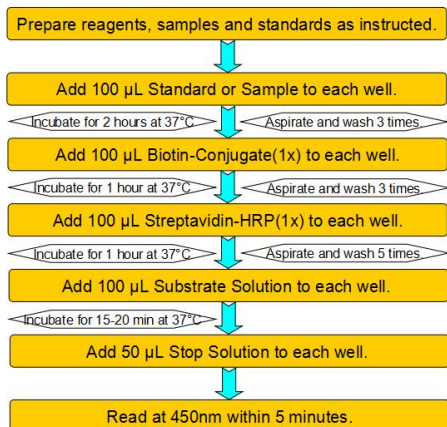 Prepare reagents, samples and standards as instructed.
Add 100 µL Standard or Sample to each well.
Incubate for 2 hours at 37°C
Aspirate and wash 3 times.
Add 100 µL Biotin-Conjugate(1x) to each well.
Incubate for 1 hour at 37°C
Aspirate and wash 3 times.
Add 100 µL Streptavidin-HRP(1x) to each well.
Incubate for 1 hour at 37°C
Aspirate and wash 5 times.
Add 100 µL Substrate Solution to each well.
Incubate for 15-20 min at 37°C
Add 50 µL Stop Solution to each well.
Read at 450nm within 5 minutes.